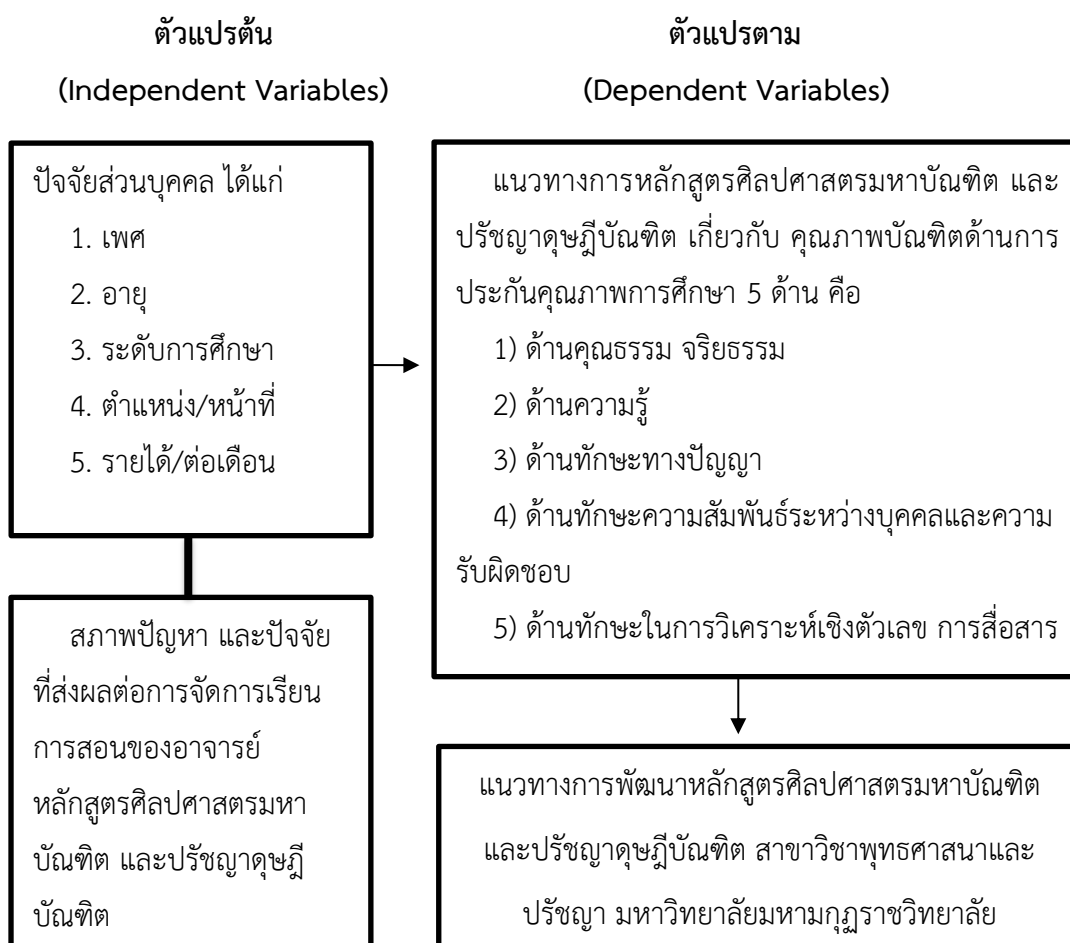 ตัวแปรต้น
(Independent Variables)
ปัจจัยส่วนบุคคล ได้แก่
1. เพศ
2. อายุ
3. ระดับการศึกษา
4. ตำแหน่ง/หน้าที่
5. รายได้/ต่อเดือน
สภาพปัญหา และปัจจัย
ที่ส่งผลต่อการจัดการเรียน
การสอนของอาจารย์
หลักสูตรศิลปศาสตรมหา
บัณฑิต และปรัชญาดุษฎี
บัณฑิต
ตัวแปรตาม
(Dependent Variables)
แนวทางการหลักสูตรศิลปศาสตรมหาบัณฑิต และ
ปรัชญาดุษฎีบัณฑิต เกี่ยวกับ คุณภาพบัณฑิตด้านการ
ประกันคุณภาพการศึกษา 5 ด้าน คือ
1) ด้านคุณธรรม จริยธรรม
2) ด้านความรู้
3) ด้านทักษะทางปัญญา
4) ด้านทักษะความสัมพันธ์ระหว่างบุคคลและความ
รับผิดชอบ
5) ด้านทักษะในการวิเคราะห์เชิงตัวเลข การสื่อสาร
แนวทางการพัฒนาหลักสูตรศิลปศาสตรมหาบัณฑิต
และปรัชญาดุษฎีบัณฑิต สาขาวิชาพุทธศาสนาและ
ปรัชญา มหาวิทยาลัยมหามกุฏราชวิทยาลัย